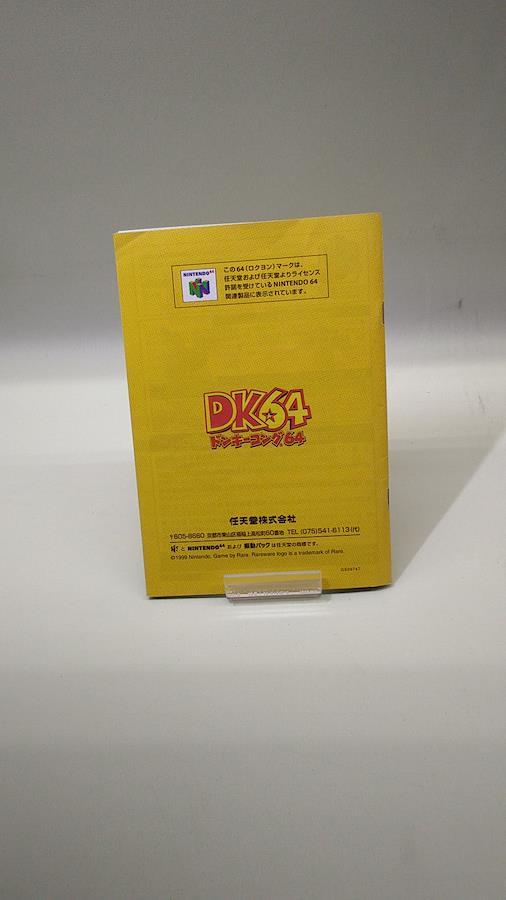 NINTENDO64
この64(ロクヨン)マークは、
任天堂および任天堂よりライセンス
許諾を受けているNINTENDO 64
関連製品に表示されています。
DK64
ドンキーコング64
任天堂株式会社
〒605-8660 京都市東山区福稲上高松町60番地 TEL (075)541-6113(代)
と NINTENDO64 および 振動パック は任天堂の商標です。
©1999 Nintendo. Game by Rare. Rareware logo is a trademark of Rare.